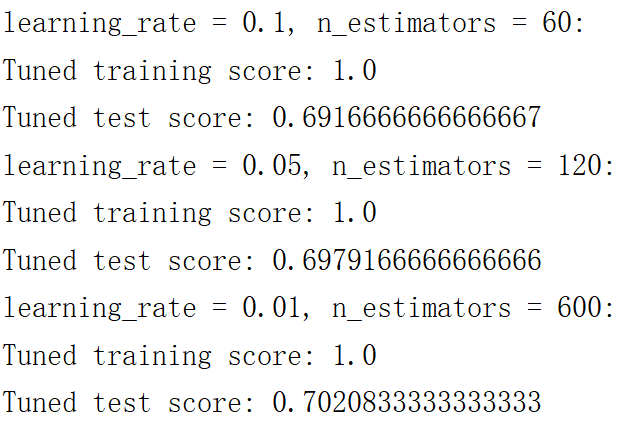 learning_rate = 0.1, n_estimators = 60:
Tuned training score: 1.0
Tuned test score: 0.6916666666666667
learning_rate = 0.05, n_estimators = 120:
Tuned training score: 1.0
Tuned test score: 0.6979166666666666
learning_rate = 0.01, n_estimators = 600:
Tuned training score: 1.0
Tuned test score: 0.7020833333333333